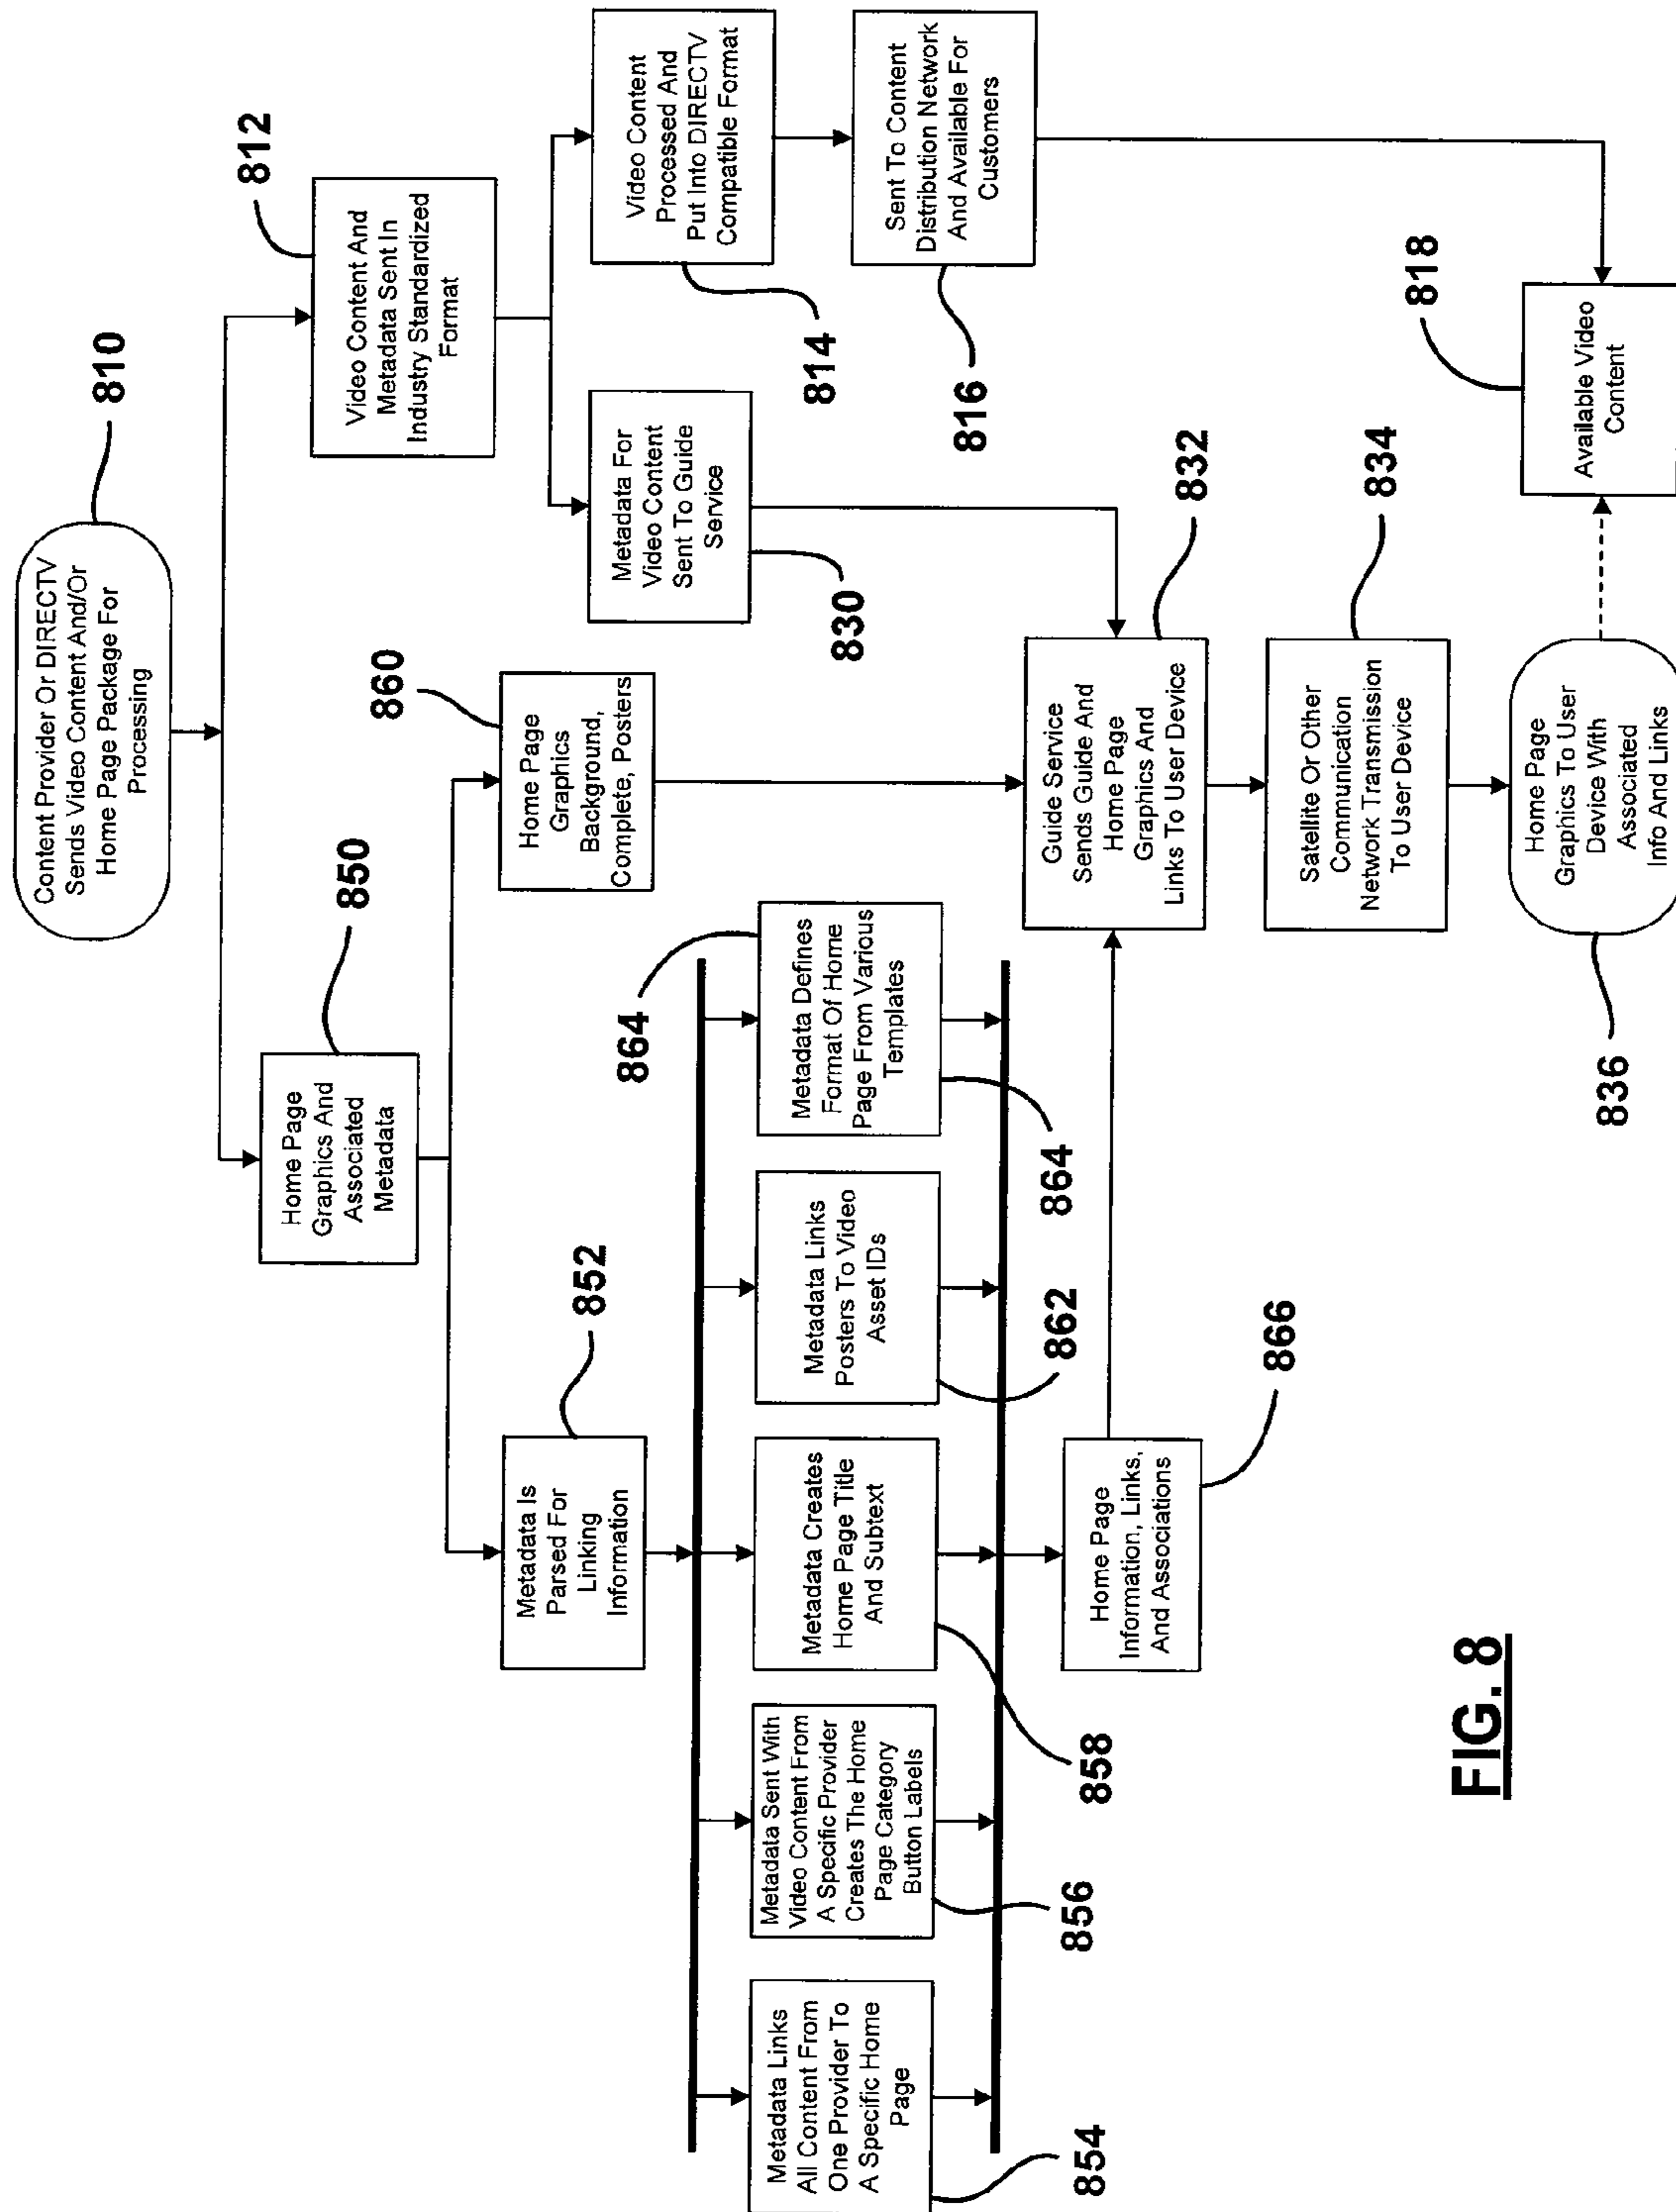 Content Provider Or DIRECTV
Sends Video Content And/Or
Home Page Package For
Processing
810
Home Page
Graphics And
Associated
Metadata
850
Video Content And
Metadata Sent In
Industry Standardized
Format
812
Metadata Is
Parsed For
Linking
Information
852
Home Page
Graphics
Background,
Complete, Posters
860
Metadata For
Video Content
Sent To Guide
Service
830
Video Content
Processed And
Put Into DIRECTV
Compatible Format
814
864
Metadata Links
All Content From
One Provider To
A Specific Home
Page
854
Metadata Sent With
Video Content From
A Specific Provider
Creates The Home
Page Category
Button Labels
856
Metadata Creates
Home Page Title
And Subtext
858
Metadata Links
Posters To Video
Asset IDs
862
Metadata Defines
Format Of Home
Page From Various
Templates
864
Sent To Content
Distribution Network
And Available For
Customers
816
Home Page
Information, Links,
And Associations
866
Guide Service
Sends Guide And
Home Page
Graphics And
Links To User Device
832
Satellite Or Other
Communication
Network Transmission
To User Device
834
Home Page
Graphics To User
Device With
Associated
Info And Links
836
Available Video
Content
818
FIG. 8